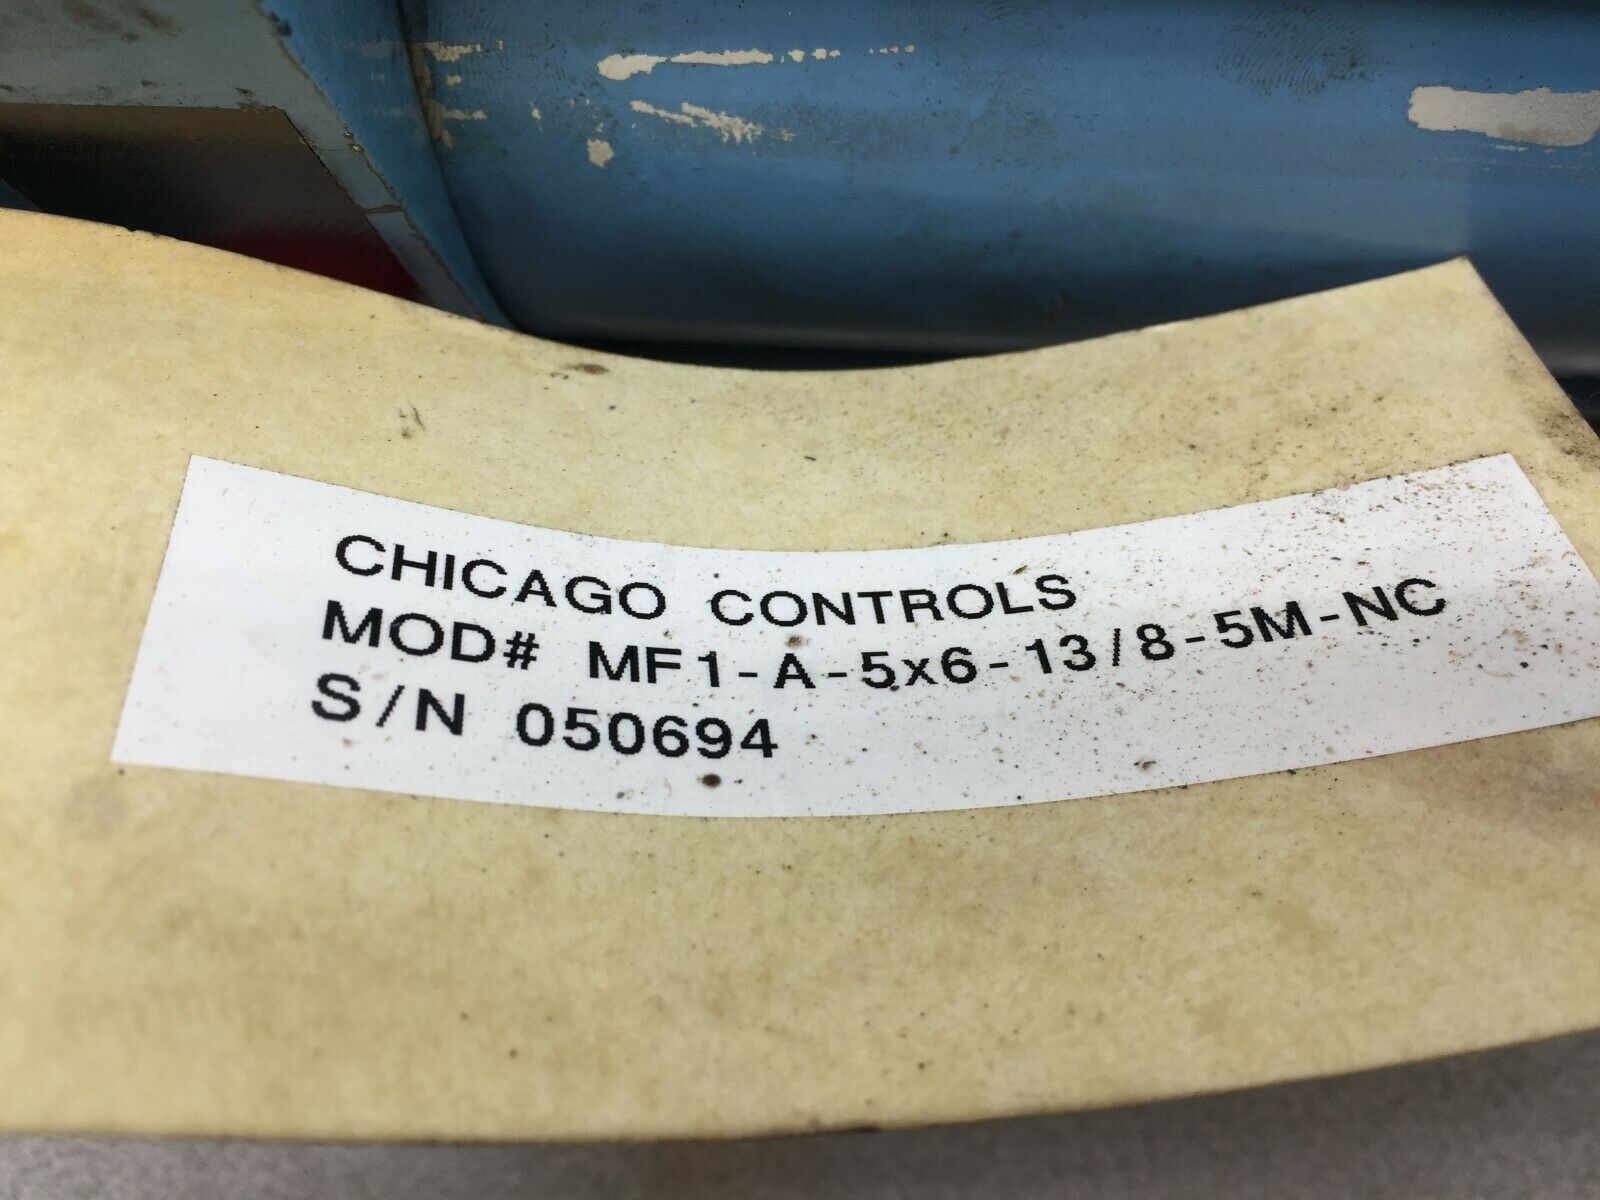 CHICAGO CONTROLS
MOD# MF1-A-5x6-13/8-5M-NC
S/N 050694